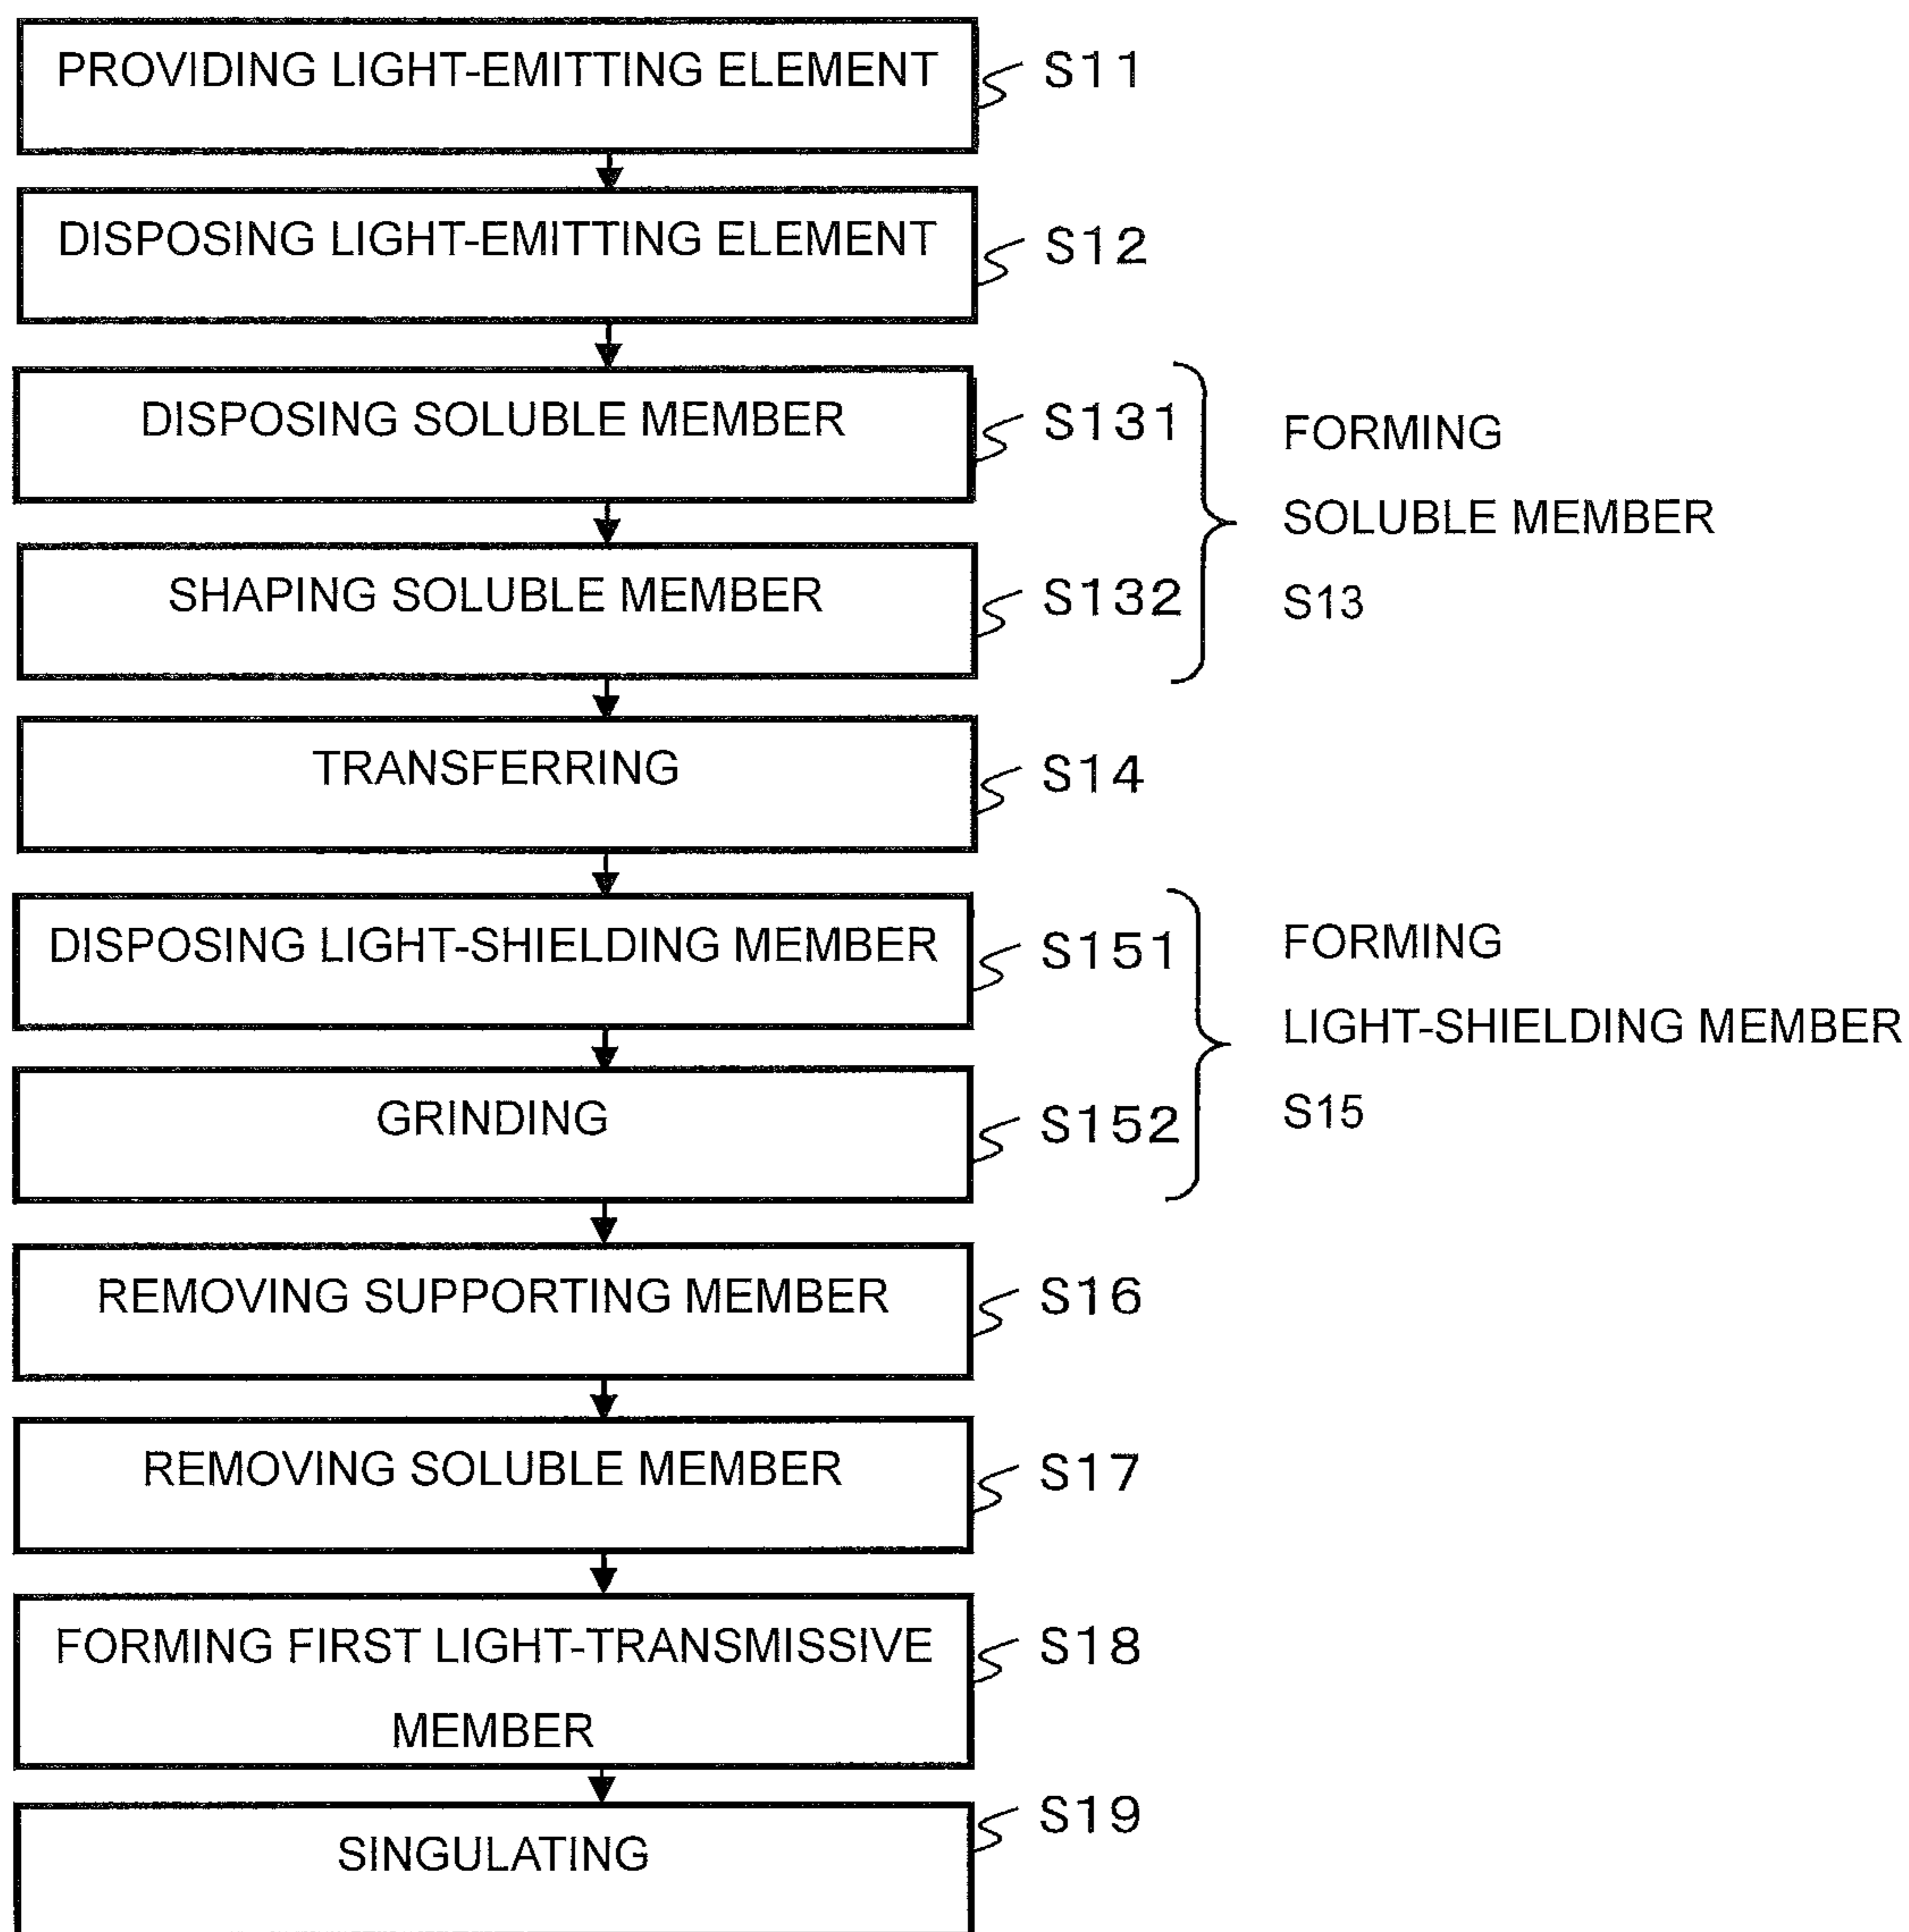 PROVIDING LIGHT-EMITTING ELEMENT
S11
DISPOSING LIGHT-EMITTING ELEMENT
S12
DISPOSING SOLUBLE MEMBER
S131
SHAPING SOLUBLE MEMBER
S132
FORMING
SOLUBLE MEMBER
S13
TRANSFERRING
S14
DISPOSING LIGHT-SHIELDING MEMBER
S151
GRINDING
S152
FORMING
LIGHT-SHIELDING MEMBER
S15
REMOVING SUPPORTING MEMBER
S16
REMOVING SOLUBLE MEMBER
S17
FORMING FIRST LIGHT-TRANSMISSIVE
MEMBER
S18
SINGULATING
S19